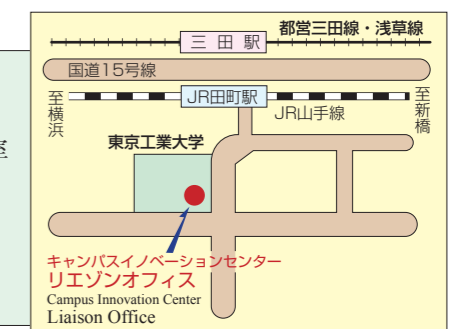 都営三田線・浅草線
三田駅
国道15号線
JR田町駅
至横浜
JR山手線
至新橋
室
東京工業大学
キャンパスイノベーションセンター
リエゾンオフィス
Campus Innovation Center
Liaison Office